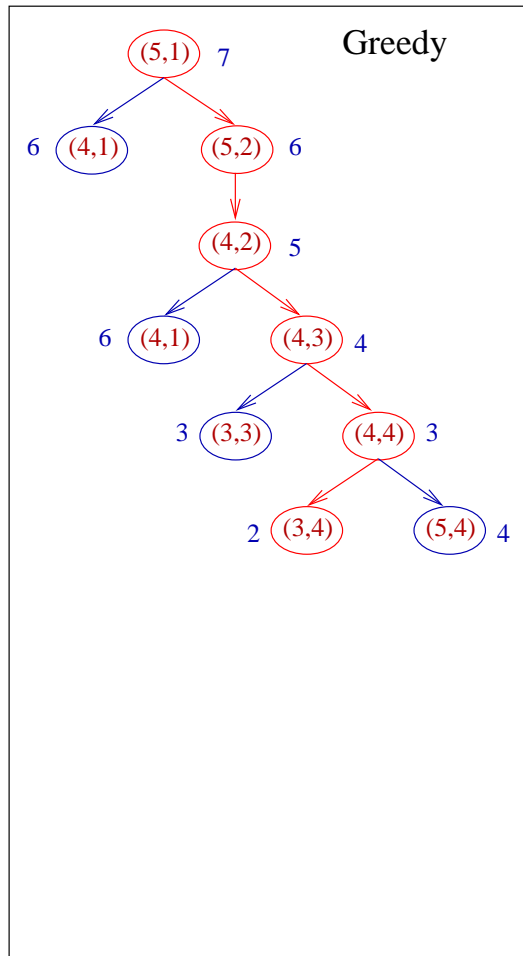 Greedy
(5,1) 7
6 (4,1) (5,2) 6
(4,2) 5
6 (4,1) (4,3) 4
3 (3,3) (4,4) 3
2 (3,4) (5,4) 4